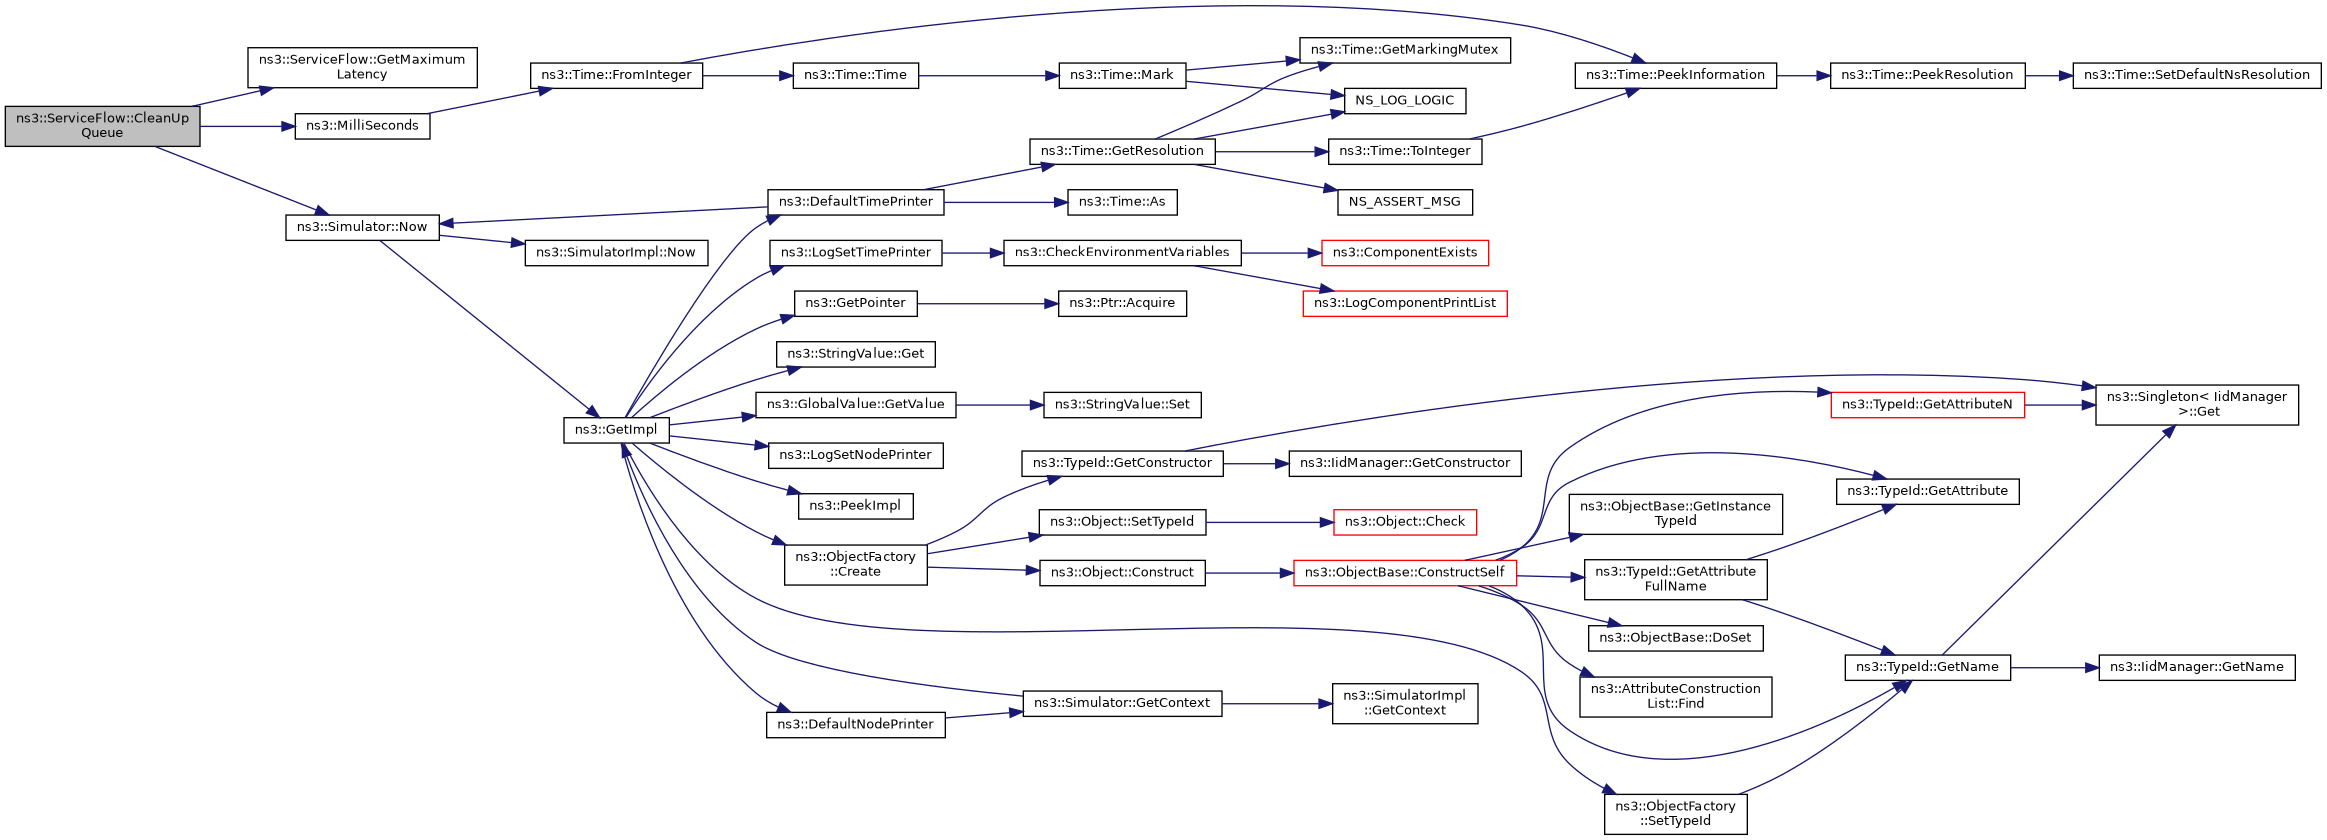 ns3::ServiceFlow::CleanUp
Queue
ns3::ServiceFlow::GetMaximum
Latency
ns3::MilliSeconds
ns3::Simulator::Now
ns3::Time::FromInteger
ns3::SimulatorImpl::Now
ns3::GetImpl
ns3::Time::Time
ns3::DefaultTimePrinter
ns3::LogSetTimePrinter
ns3::GetPointer
ns3::StringValue::Get
ns3::GlobalValue::GetValue
ns3::LogSetNodePrinter
ns3::PeekImpl
ns3::ObjectFactory
::Create
ns3::DefaultNodePrinter
ns3::Time::Mark
ns3::Time::GetResolution
ns3::Time::As
ns3::CheckEnvironmentVariables
ns3::Ptr::Acquire
ns3::StringValue::Set
ns3::TypeId::GetConstructor
ns3::Object::SetTypeId
ns3::Object::Construct
ns3::Simulator::GetContext
ns3::Time::GetMarkingMutex
NS_LOG_LOGIC
ns3::Time::ToInteger
NS_ASSERT_MSG
ns3::ComponentExists
ns3::LogComponentPrintList
ns3::IidManager::GetConstructor
ns3::Object::Check
ns3::ObjectBase::ConstructSelf
ns3::SimulatorImpl
::GetContext
ns3::Time::PeekInformation
ns3::ObjectBase::GetInstance
TypeId
ns3::TypeId::GetAttribute
FullName
ns3::ObjectBase::DoSet
ns3::AttributeConstruction
List::Find
ns3::ObjectFactory
::SetTypeId
ns3::Time::PeekResolution
ns3::TypeId::GetAttributeN
ns3::TypeId::GetAttribute
ns3::TypeId::GetName
ns3::Time::SetDefaultNsResolution
ns3::Singleton< IidManager
>::Get
ns3::IidManager::GetName